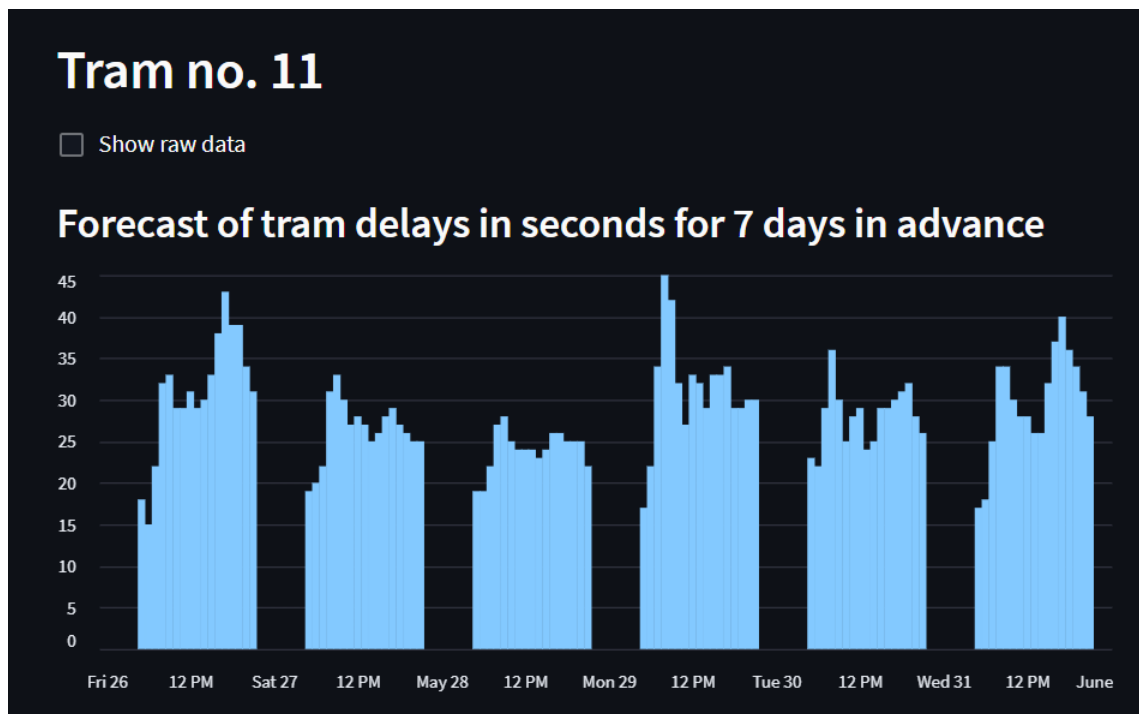 Tram no. 11
Show raw data
Forecast of tram delays in seconds for 7 days in advance
45
40
35
30
25
20
15
10
5
0
Fri 26 12 PM Sat 27 12 PM May 28 12 PM Mon 29 12 PM Tue 30 12 PM Wed 31 12 PM June